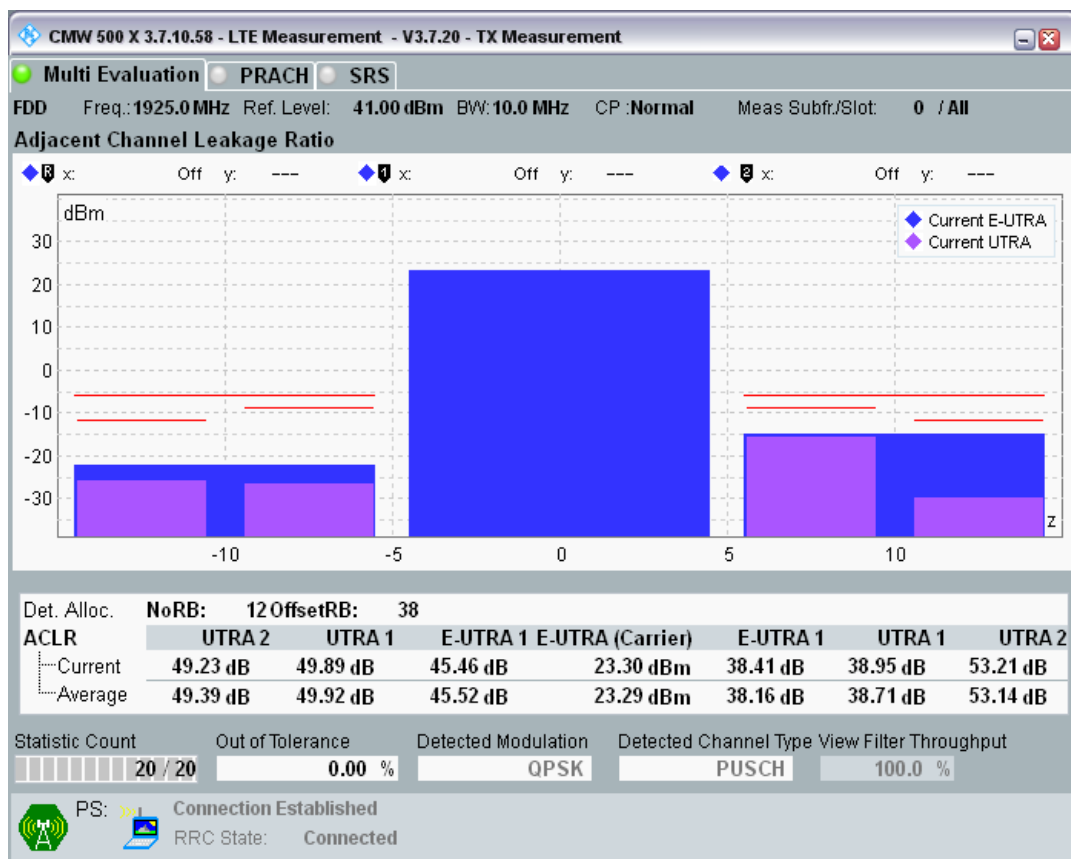 CMW 500 X 3.7.10.58 - LTE Measurement - V3.7.20 - TX Measurement
Multi Evaluation PRACH SRS
FDD Freq.: 1925.0 MHz Ref. Level: 41.00 dBm BW: 10.0 MHz CP :Normal Meas Subfr./Slot: 0 / All
Adjacent Channel Leakage Ratio
R x: Off y: --- 1 x: Off y: --- 2 x: Off y: ---
dBm
Current E-UTRA
Current UTRA
30
20
10
0
-10
-20
-30
z
-10 -5 0 5 10
Det. Alloc. NoRB: 12 OffsetRB: 38
ACLR UTRA 2 UTRA 1 E-UTRA 1 E-UTRA (Carrier) E-UTRA 1 UTRA 1 UTRA 2
Current 49.23 dB 49.89 dB 45.46 dB 23.30 dBm 38.41 dB 38.95 dB 53.21 dB
Average 49.39 dB 49.92 dB 45.52 dB 23.29 dBm 38.16 dB 38.71 dB 53.14 dB
Statistic Count Out of Tolerance Detected Modulation Detected Channel Type View Filter Throughput
20 / 20 0.00 % QPSK PUSCH 100.0 %
PS: Connection Established
RRC State: Connected